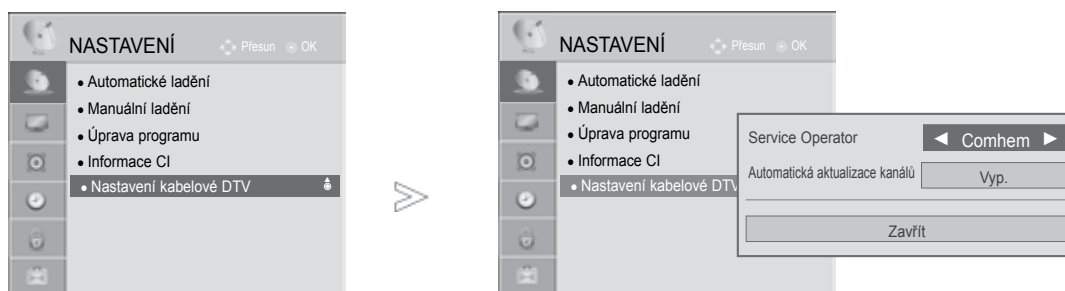 NASTAVENÍ Přesun OK
• Automatické ladění
• Manuální ladění
• Úprava programu
• Informace CI
• Nastavení kabelové DTV
NASTAVENÍ Přesun OK
• Automatické ladění
• Manuální ladění
• Úprava programu
• Informace CI
• Nastavení kabelové DTV
Service Operator ◄ Comhem ►
Automatická aktualizace kanálů Vyp.
Zavřít